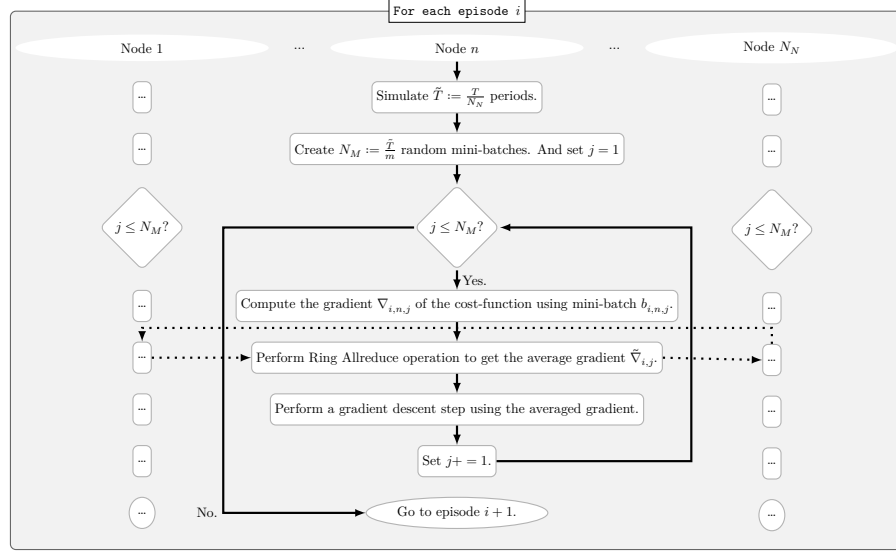 For each episode i
Node 1 ... Node n ... Node N_N
... Simulate T̃ := T/N_N periods. ...
... Create N_M := T̃/m random mini-batches. And set j = 1 ...
j ≤ N_M? j ≤ N_M? j ≤ N_M?
Yes.
... Compute the gradient ∇_{i,n,j} of the cost-function using mini-batch b_{i,n,j}. ...
... Perform Ring Allreduce operation to get the average gradient ∇̃_{i,j}. ...
... Perform a gradient descent step using the averaged gradient. ...
... Set j+ = 1. ...
... No. Go to episode i + 1. ...